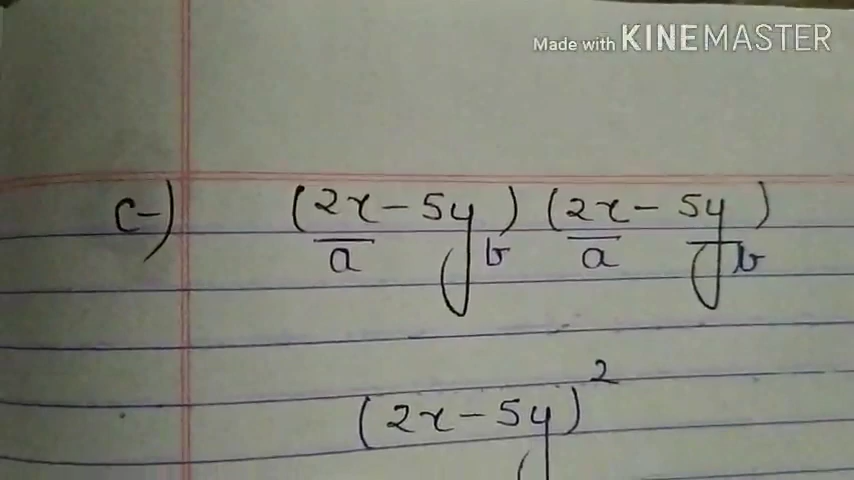 Made with KINEMASTER
c-) (2x - 5y) (2x - 5y)
a b a b
(2x - 5y)²